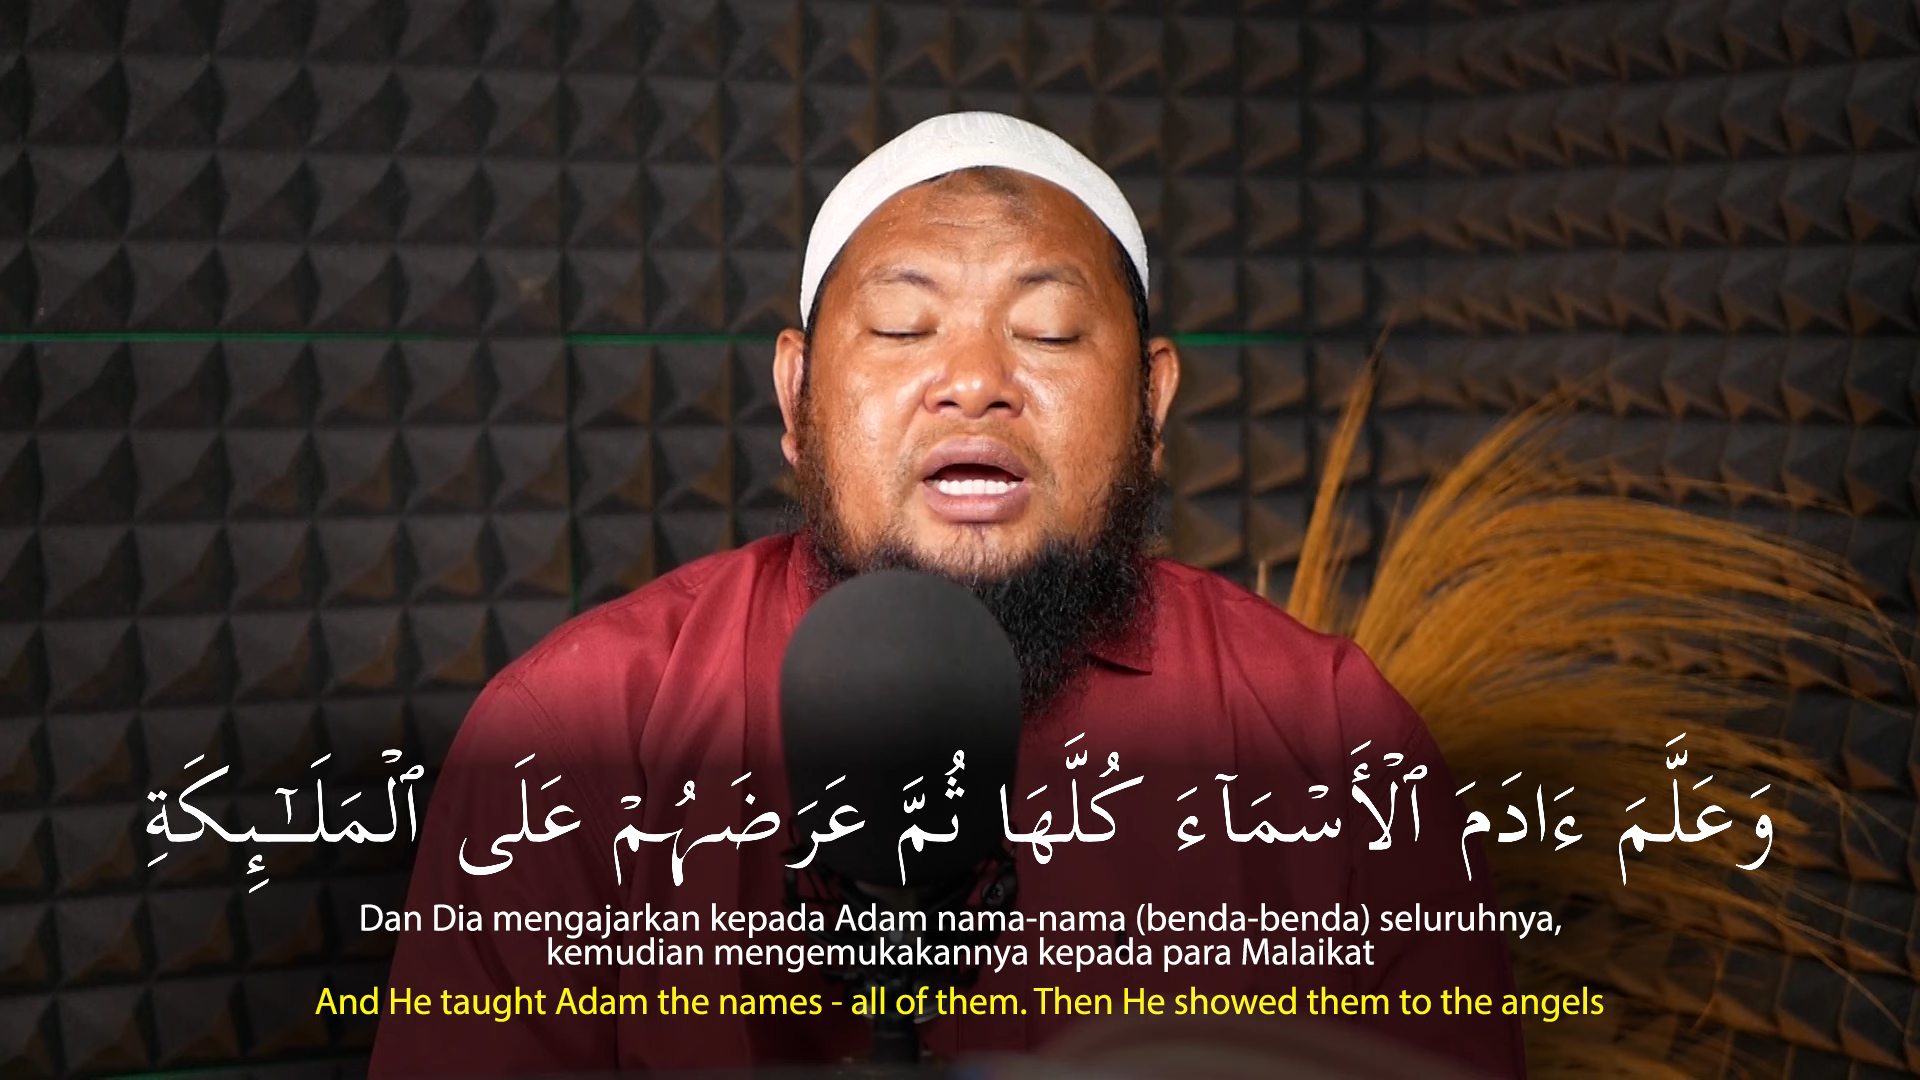 وَعَلَّمَ ءَادَمَ ٱلْأَسْمَآءَ كُلَّهَا ثُمَّ عَرَضَهُمْ عَلَى ٱلْمَلَـٰٓئِكَةِ
Dan Dia mengajarkan kepada Adam nama-nama (benda-benda) seluruhnya,
kemudian mengemukakannya kepada para Malaikat
And He taught Adam the names - all of them. Then He showed them to the angels